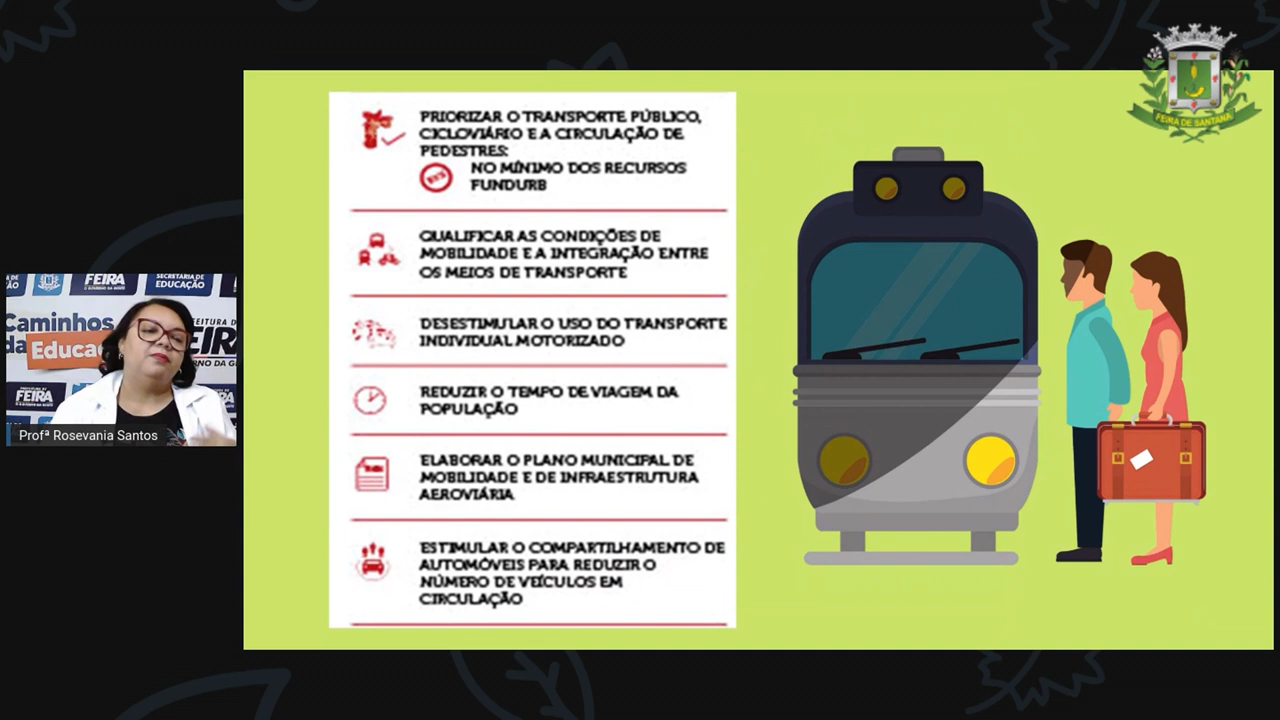 FEIRA DE SANTANA
PRIORIZAR O TRANSPORTE PÚBLICO,
CICLOVIÁRIO E A CIRCULAÇÃO DE
PEDESTRES:
NO MÍNIMO DOS RECURSOS
FUNDURB
QUALIFICAR AS CONDIÇÕES DE
MOBILIDADE E A INTEGRAÇÃO ENTRE
OS MEIOS DE TRANSPORTE
DESESTIMULAR O USO DO TRANSPORTE
INDIVIDUAL MOTORIZADO
REDUZIR O TEMPO DE VIAGEM DA
POPULAÇÃO
ELABORAR O PLANO MUNICIPAL DE
MOBILIDADE E DE INFRAESTRUTURA
AEROVIÁRIA
ESTIMULAR O COMPARTILHAMENTO DE
AUTOMÓVEIS PARA REDUZIR O
NÚMERO DE VEÍCULOS EM
CIRCULAÇÃO
FEIRA
SECRETARIA DE
EDUCAÇÃO
Caminhos
da Educa
FEIRA
Profª Rosevania Santos